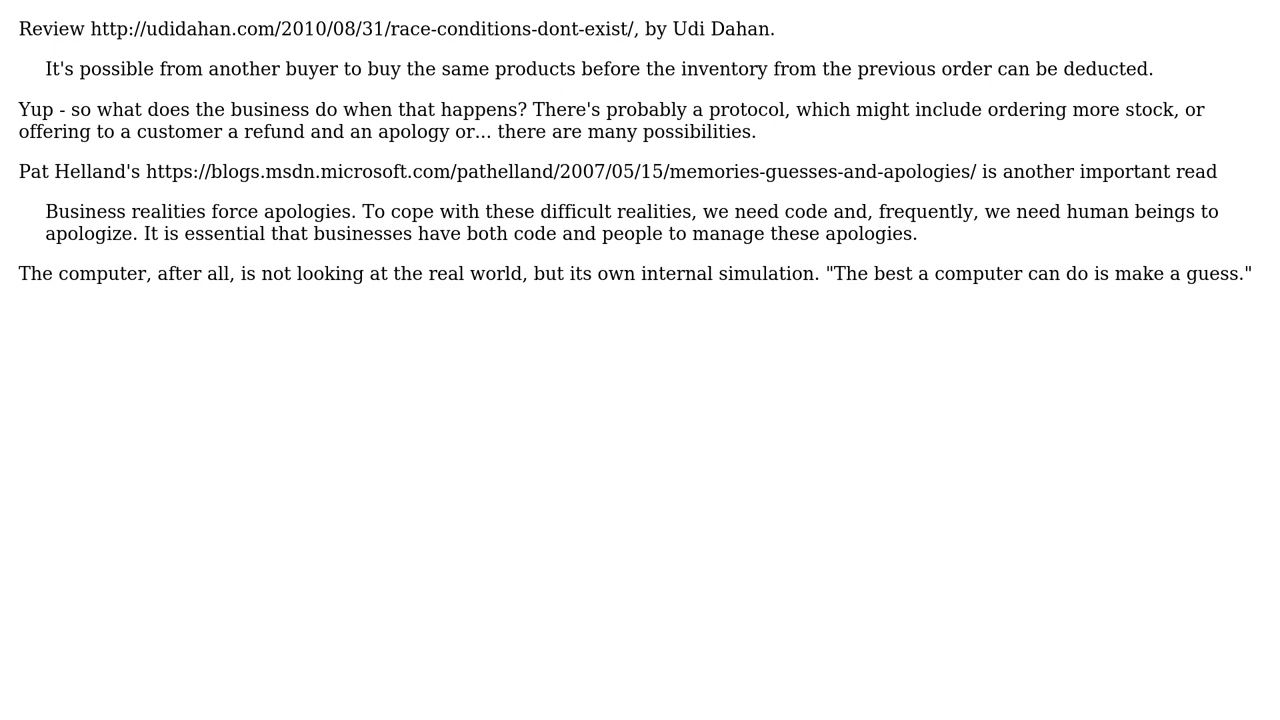 Review http://udidahan.com/2010/08/31/race-conditions-dont-exist/, by Udi Dahan.
It's possible from another buyer to buy the same products before the inventory from the previous order can be deducted.
Yup - so what does the business do when that happens? There's probably a protocol, which might include ordering more stock, or
offering to a customer a refund and an apology or... there are many possibilities.
Pat Helland's https://blogs.msdn.microsoft.com/pathelland/2007/05/15/memories-guesses-and-apologies/ is another important read
Business realities force apologies. To cope with these difficult realities, we need code and, frequently, we need human beings to
apologize. It is essential that businesses have both code and people to manage these apologies.
The computer, after all, is not looking at the real world, but its own internal simulation. "The best a computer can do is make a guess."